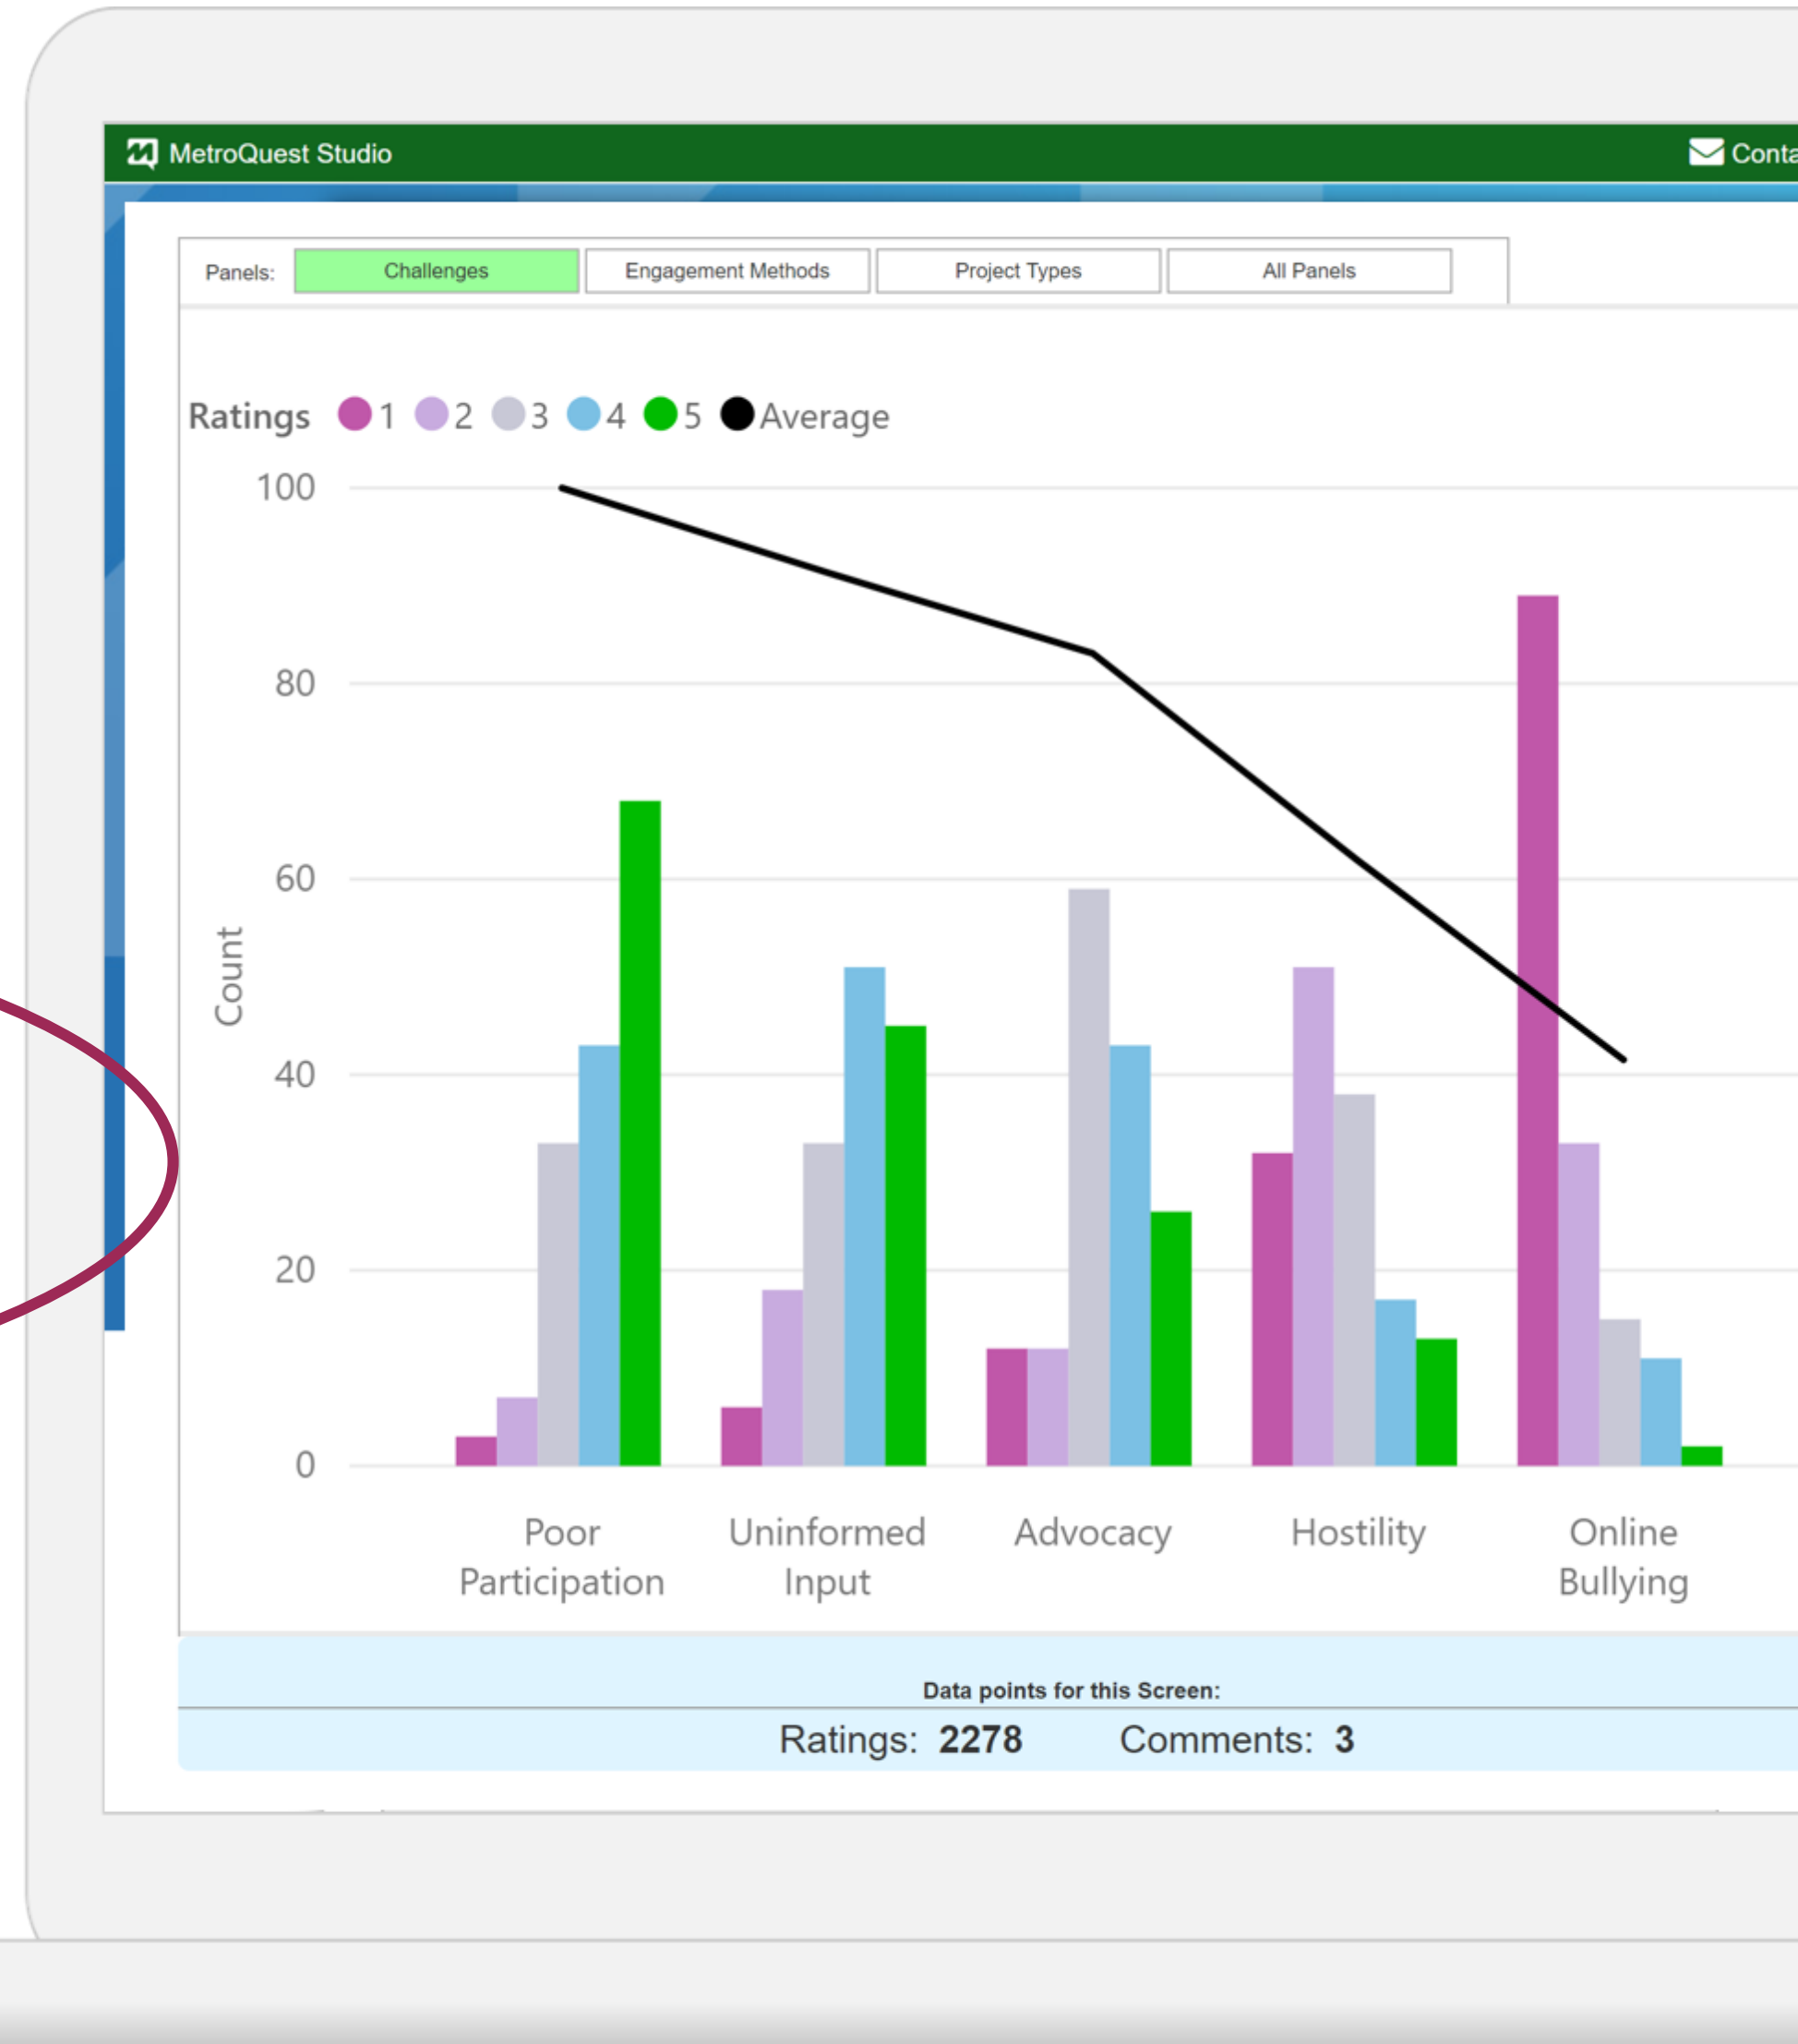 MetroQuest Studio
Panels: Challenges Engagement Methods Project Types All Panels
Ratings 1 2 3 4 5 Average
100
80
60
40
20
0
Count
Poor Participation
Uninformed Input
Advocacy
Hostility
Online Bullying
Data points for this Screen:
Ratings: 2278 Comments: 3